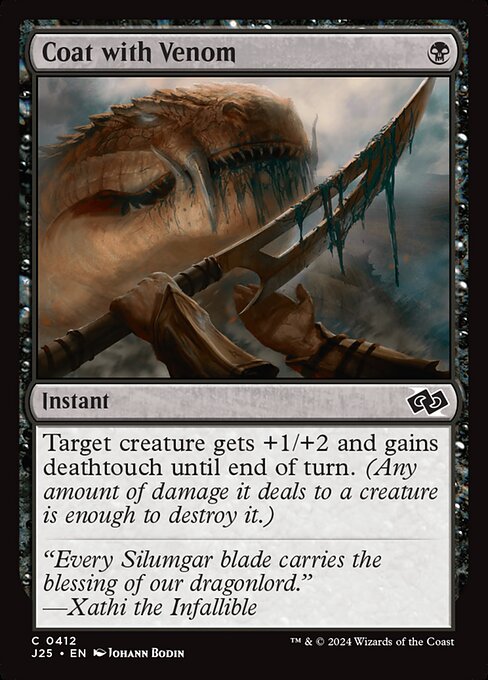 Coat with Venom
Instant
Target creature gets +1/+2 and gains
deathtouch until end of turn. (Any
amount of damage it deals to a creature
is enough to destroy it.)
“Every Silumgar blade carries the
blessing of our dragonlord.”
—Xathi the Infallible
C 0412
J25 • EN Johann Bodin
™ & © 2024 Wizards of the Coast